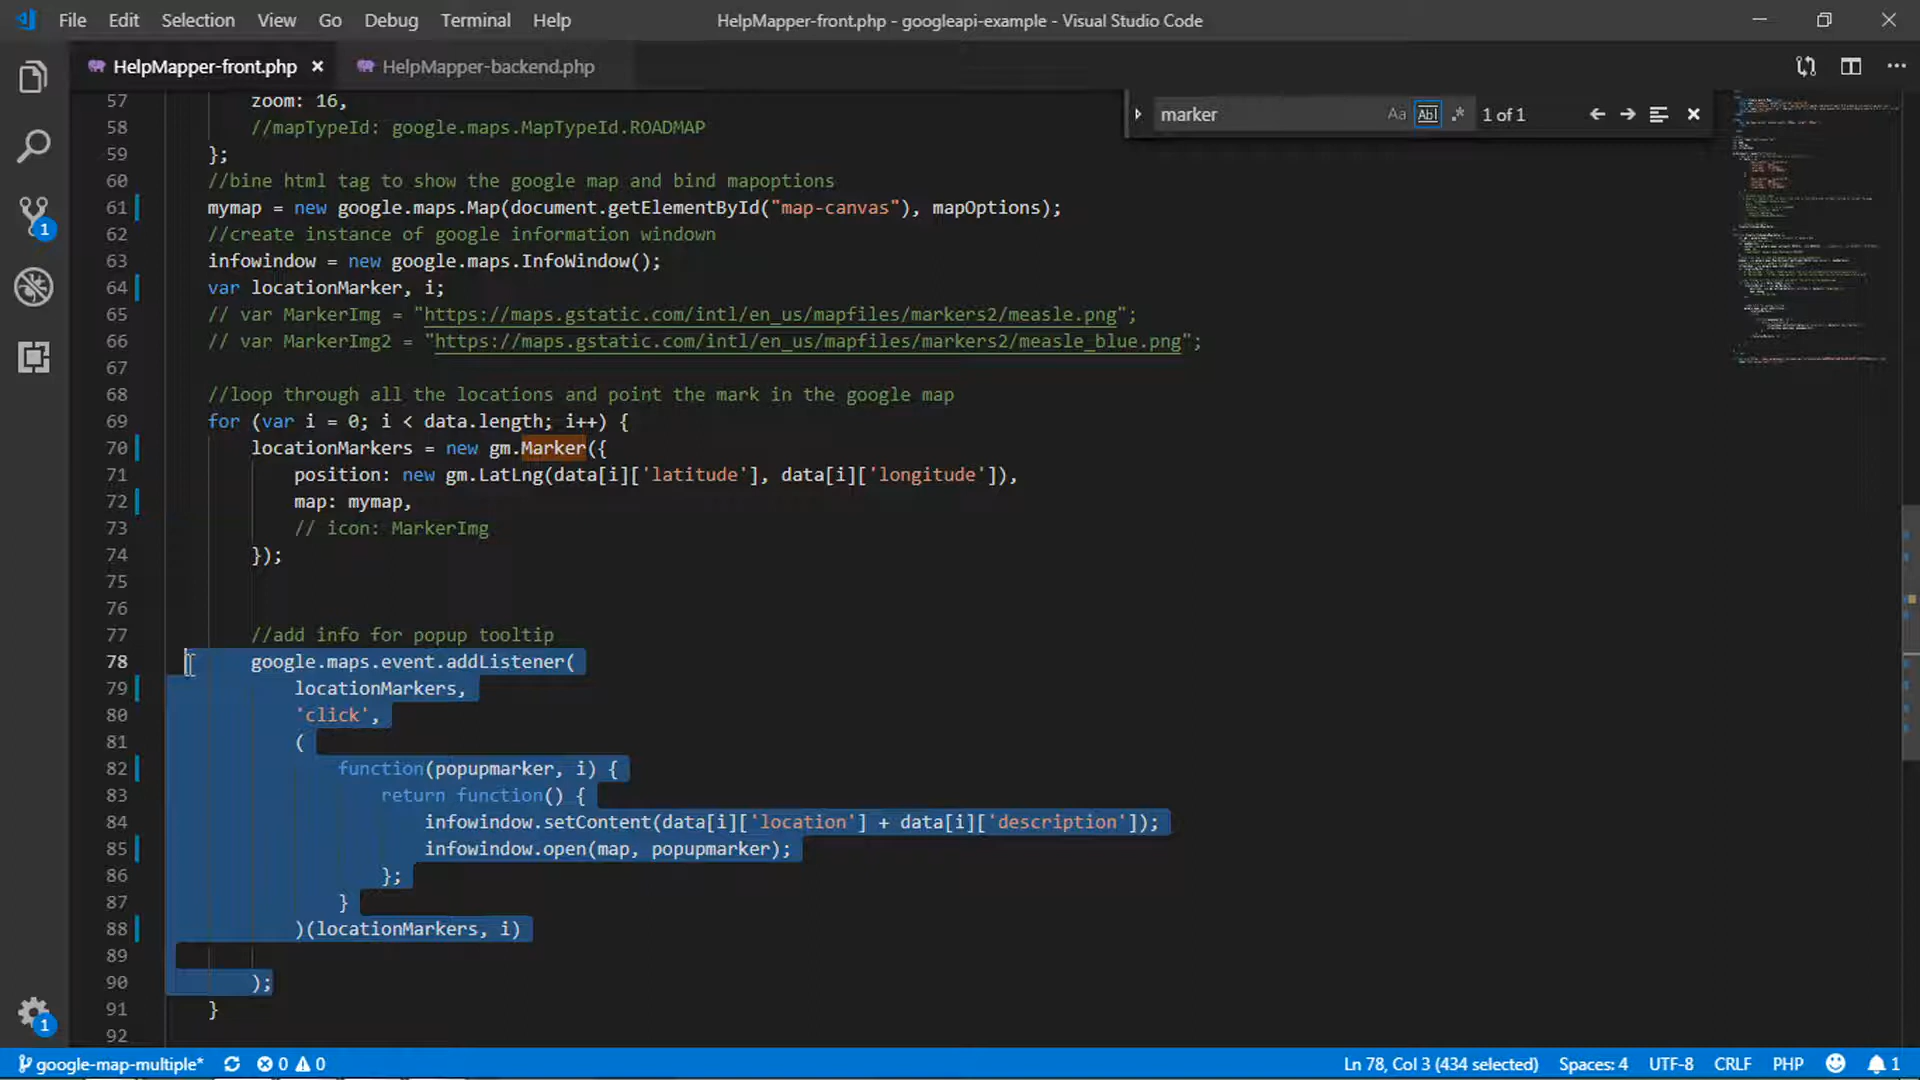 File Edit Selection View Go Debug Terminal Help HelpMapper-front.php - googleapi-example - Visual Studio Code
HelpMapper-front.php HelpMapper-backend.php
marker Aa Abl .* 1 of 1
57 zoom: 16,
58 //mapTypeId: google.maps.MapTypeId.ROADMAP
59 };
60 //bine html tag to show the google map and bind mapoptions
61 mymap = new google.maps.Map(document.getElementById("map-canvas"), mapOptions);
62 //create instance of google information windown
63 infowindow = new google.maps.InfoWindow();
64 var locationMarker, i;
65 // var MarkerImg = "https://maps.gstatic.com/intl/en_us/mapfiles/markers2/measle.png";
66 // var MarkerImg2 = "https://maps.gstatic.com/intl/en_us/mapfiles/markers2/measle_blue.png";
67
68 //loop through all the locations and point the mark in the google map
69 for (var i = 0; i < data.length; i++) {
70 locationMarkers = new gm.Marker({
71 position: new gm.LatLng(data[i]['latitude'], data[i]['longitude']),
72 map: mymap,
73 // icon: MarkerImg
74 });
75
76
77 //add info for popup tooltip
78 google.maps.event.addListener(
79 locationMarkers,
80 'click',
81 (
82 function(popupmarker, i) {
83 return function() {
84 infowindow.setContent(data[i]['location'] + data[i]['description']);
85 infowindow.open(map, popupmarker);
86 };
87 }
88 )(locationMarkers, i)
89
90 );
91 }
92
1
1
google-map-multiple* 0 0 Ln 78, Col 3 (434 selected) Spaces: 4 UTF-8 CRLF PHP 1